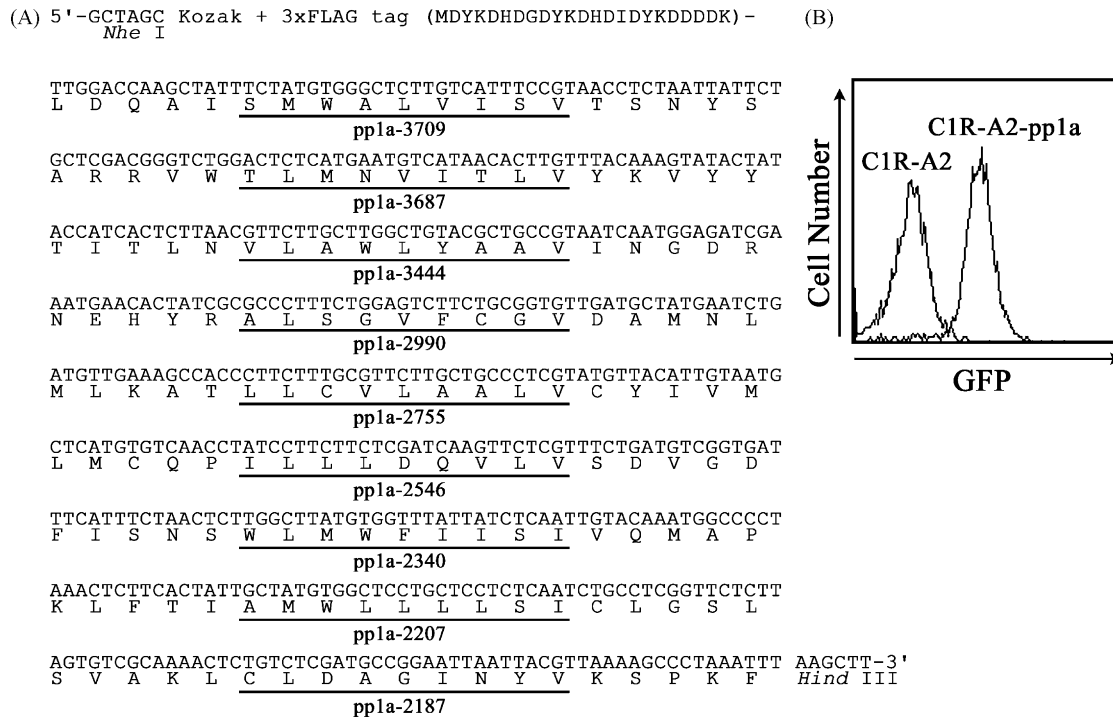 (A) 5'-GCTAGC Kozak + 3xFLAG tag (MDYKDHDGDYKDHDIDYKDDDDK)-
Nhe I
TTGGACCAAGCTATTTCTATGTGGGCTCTTGTCATTTCCGTAACCTCTAATTATTCT
L D Q A I S M W A L V I S V T S N Y S
pp1a-3709
GCTCGACGGGTCTGGACTCTCATGAATGTCATAACACTTGTTTACAAAGTATACTAT
A R R V W T L M N V I T L V Y K V Y Y
pp1a-3687
ACCATCACTCTTAACGTTCTTGCTTGGCTGTACGCTGCCGTAATCAATGGAGATCGA
T I T L N V L A W L Y A A V I N G D R
pp1a-3444
AATGAACACTATCGCGCCCTTTCTGGAGTCTTCTGCGGTGTTGATGCTATGAATCTG
N E H Y R A L S G V F C G V D A M N L
pp1a-2990
ATGTTGAAAGCCACCCTTCTTTGCGTTCTTGCTGCCCTCGTATGTTACATTGTAATG
M L K A T L L C V L A A L V C Y I V M
pp1a-2755
CTCATGTGTCAACCTATCCTTCTTCTCGATCAAGTTCTCGTTTCTGATGTCGGTGAT
L M C Q P I L L L D Q V L V S D V G D
pp1a-2546
TTCATTTCTAACTCTTGGCTTATGTGGTTTATTATCTCAATTGTACAAATGGCCCCT
F I S N S W L M W F I I S I V Q M A P
pp1a-2340
AAACTCTTCACTATTGCTATGTGGCTCCTGCTCCTCTCAATCTGCCTCGGTTCTCTT
K L F T I A M W L L L L S I C L G S L
pp1a-2207
AGTGTCGCAAAACTCTGTCTCGATGCCGGAATTAATTACGTTAAAAGCCCTAAATTT AAGCTT-3'
S V A K L C L D A G I N Y V K S P K F Hind III
pp1a-2187
(B)
C1R-A2-pp1a
C1R-A2
Cell Number
GFP